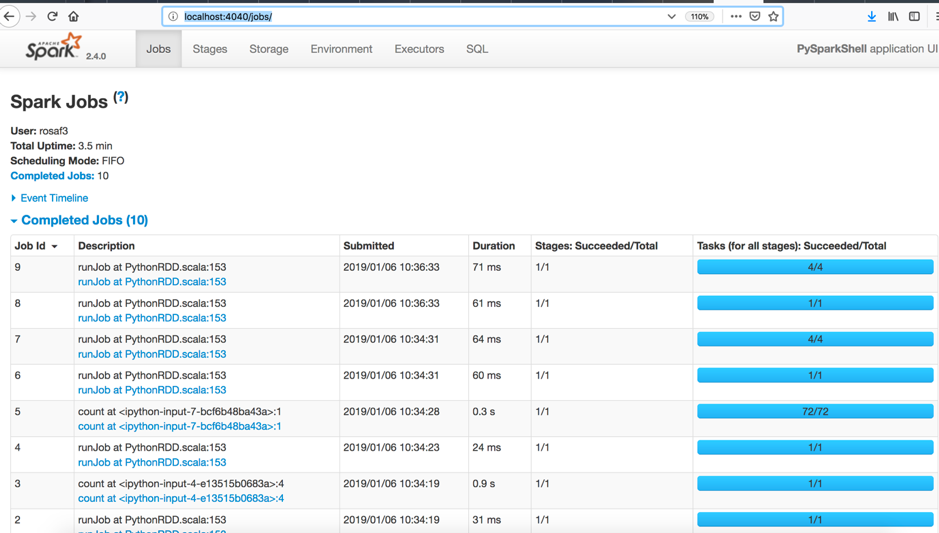 localhost:4040/jobs/
110%
APACHE
Spark 2.4.0
Jobs Stages Storage Environment Executors SQL
PySparkShell application UI
Spark Jobs (?)
User: rosaf3
Total Uptime: 3.5 min
Scheduling Mode: FIFO
Completed Jobs: 10
Event Timeline
Completed Jobs (10)
Job Id Description Submitted Duration Stages: Succeeded/Total Tasks (for all stages): Succeeded/Total
9 runJob at PythonRDD.scala:153 2019/01/06 10:36:33 71 ms 1/1 4/4
runJob at PythonRDD.scala:153
8 runJob at PythonRDD.scala:153 2019/01/06 10:36:33 61 ms 1/1 1/1
runJob at PythonRDD.scala:153
7 runJob at PythonRDD.scala:153 2019/01/06 10:34:31 64 ms 1/1 4/4
runJob at PythonRDD.scala:153
6 runJob at PythonRDD.scala:153 2019/01/06 10:34:31 60 ms 1/1 1/1
runJob at PythonRDD.scala:153
5 count at <ipython-input-7-bcf6b48ba43a>:1 2019/01/06 10:34:28 0.3 s 1/1 72/72
count at <ipython-input-7-bcf6b48ba43a>:1
4 runJob at PythonRDD.scala:153 2019/01/06 10:34:23 24 ms 1/1 1/1
runJob at PythonRDD.scala:153
3 count at <ipython-input-4-e13515b0683a>:4 2019/01/06 10:34:19 0.9 s 1/1 1/1
count at <ipython-input-4-e13515b0683a>:4
2 runJob at PythonRDD.scala:153 2019/01/06 10:34:19 31 ms 1/1 1/1
runJob at PythonRDD.scala:153